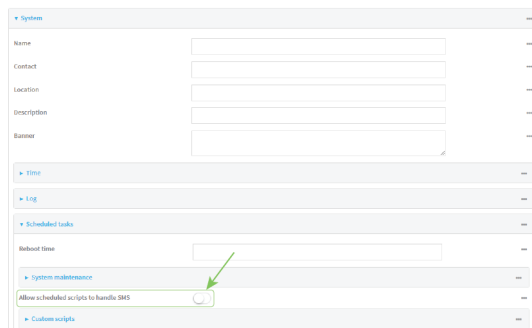 System
Name
Contact
Location
Description
Banner
Time
Log
Scheduled tasks
Reboot time
System maintenance
Allow scheduled scripts to handle SMS
Custom scripts